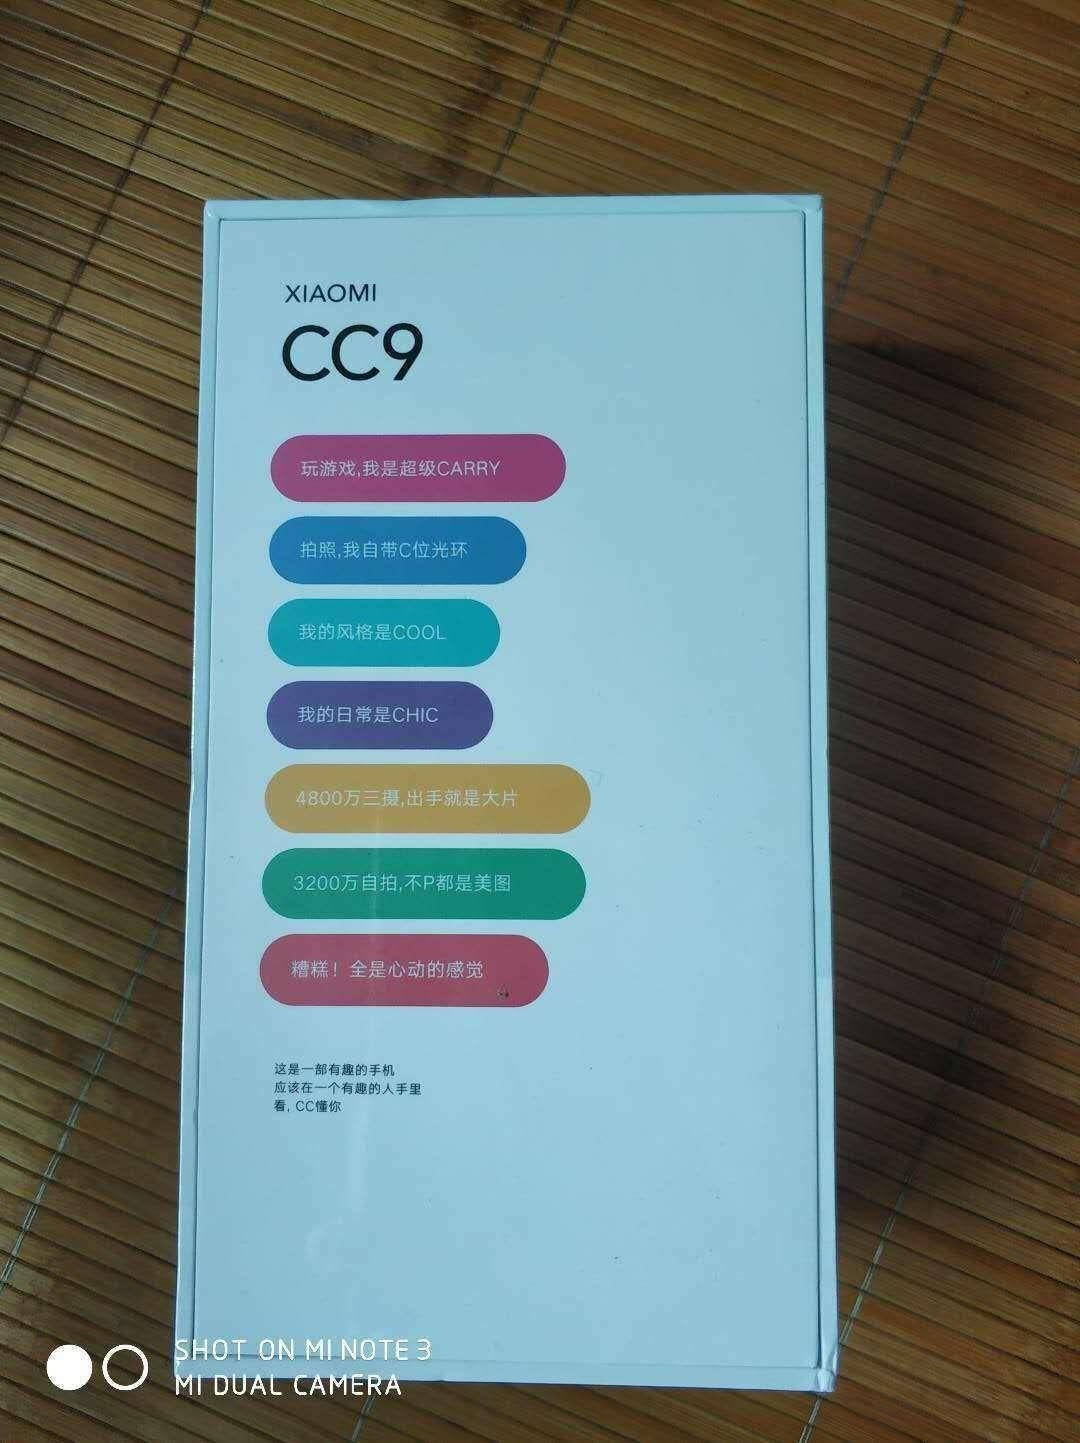 XIAOMI
CC9
玩游戏,我是超级CARRY
拍照,我自带C位光环
我的风格是COOL
我的日常是CHIC
4800万三摄,出手就是大片
3200万自拍,不P都是美图
糟糕！全是心动的感觉
这是一部有趣的手机
应该在一个有趣的人手里
看, CC懂你
SHOT ON MI NOTE 3
MI DUAL CAMERA